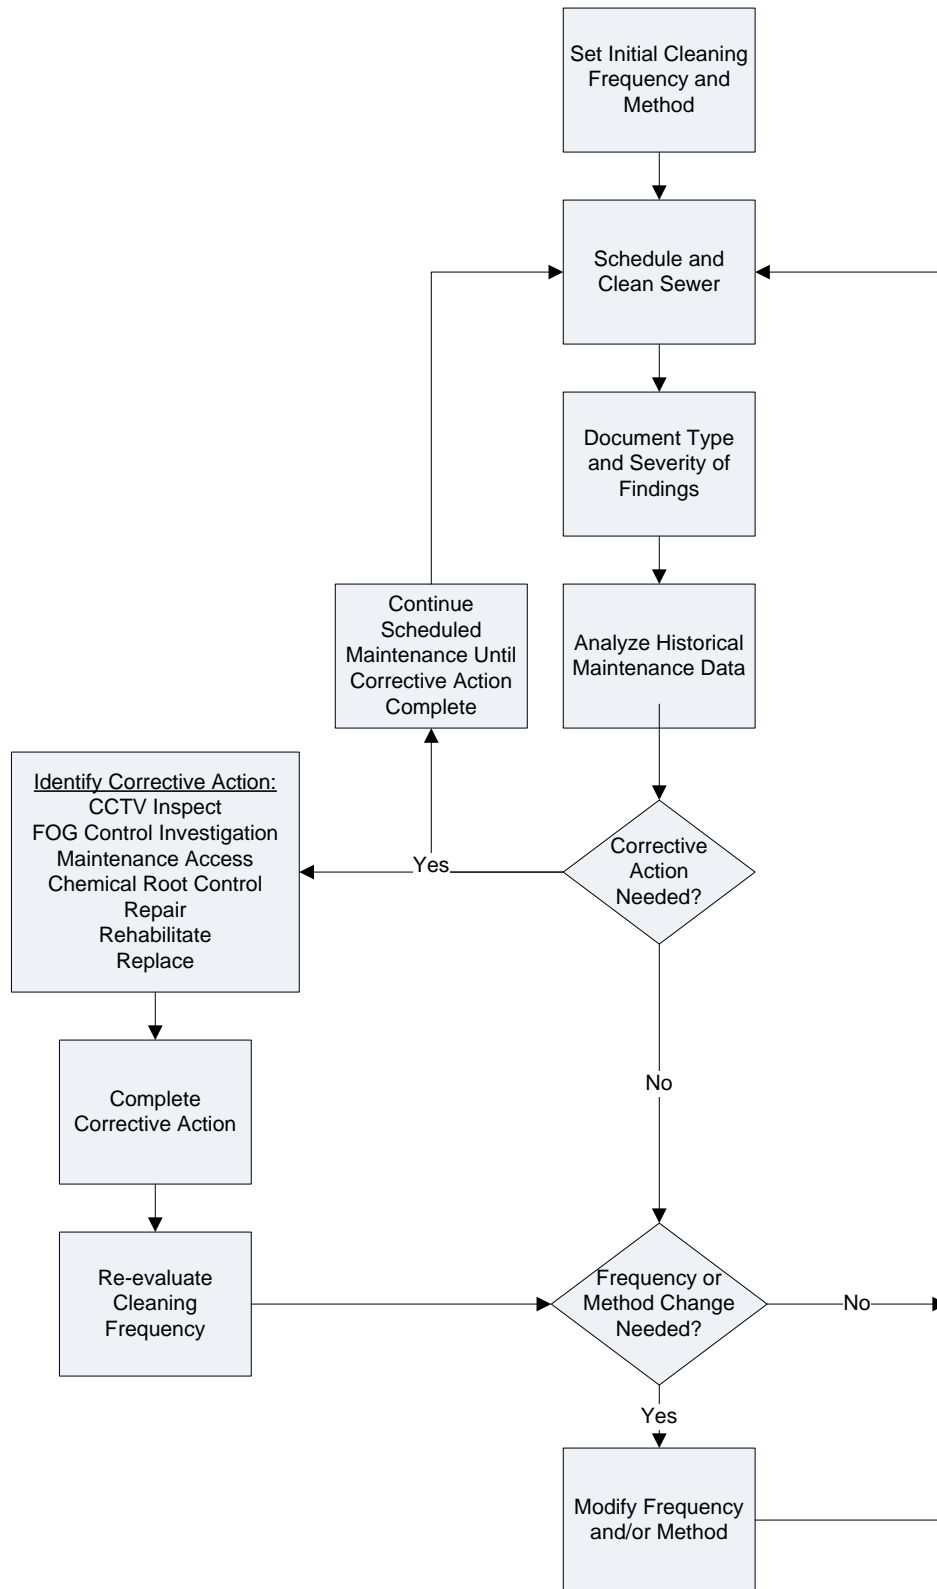 Set Initial Cleaning
Frequency and
Method
Schedule and
Clean Sewer
Document Type
and Severity of
Findings
Continue
Scheduled
Maintenance Until
Corrective Action
Complete
Analyze Historical
Maintenance Data
Identify Corrective Action:
CCTV Inspect
FOG Control Investigation
Maintenance Access
Chemical Root Control
Repair
Rehabilitate
Replace
Yes
Corrective
Action
Needed?
Complete
Corrective Action
No
Re-evaluate
Cleaning
Frequency
Frequency or
Method Change
Needed?
No
Yes
Modify Frequency
and/or Method